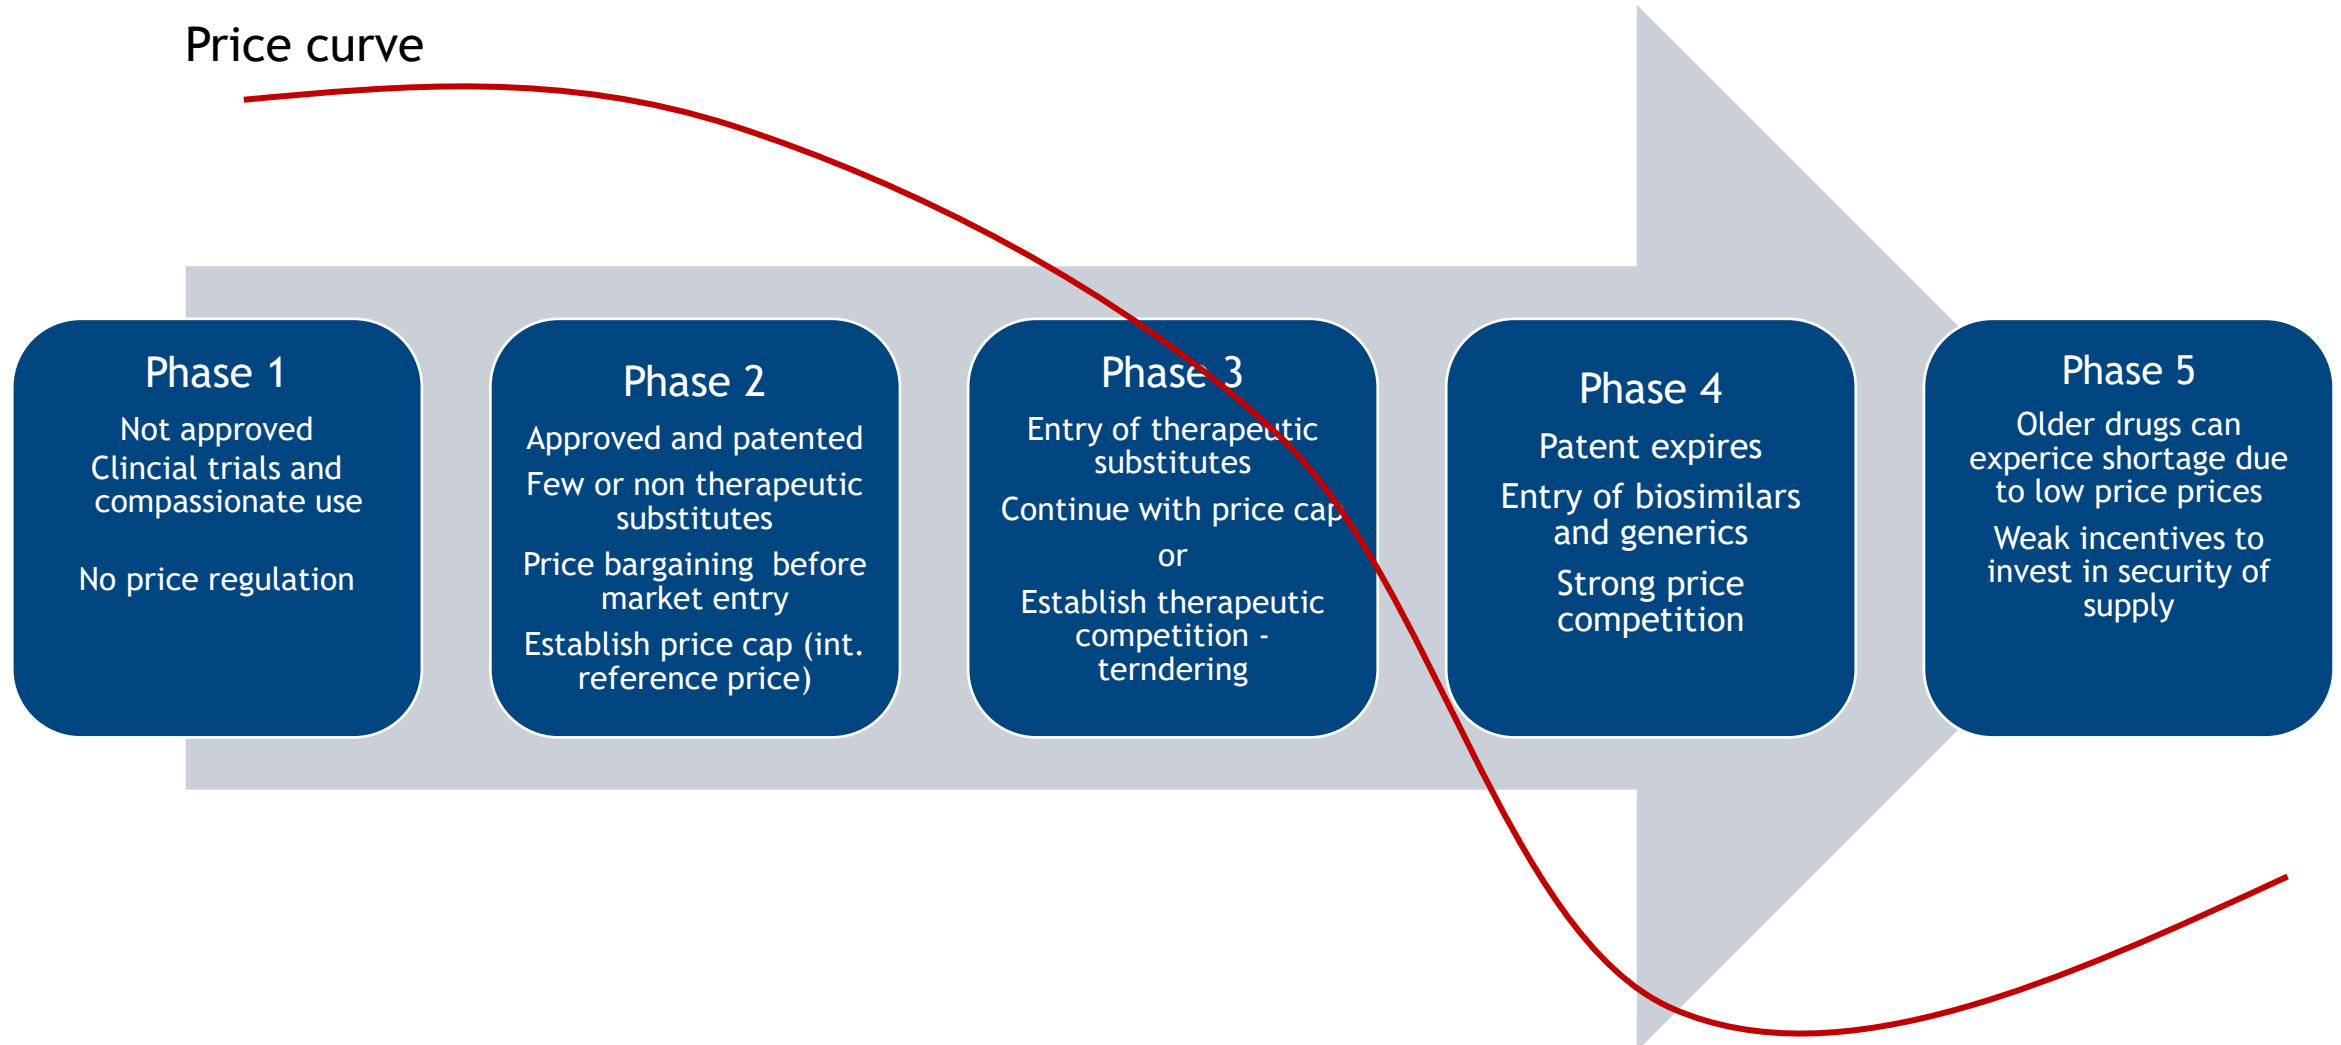 Price curve
Phase 1
Not approved
Clincial trials and
compassionate use
No price regulation
Phase 2
Approved and patented
Few or non therapeutic
substitutes
Price bargaining  before
market entry
Establish price cap (int.
reference price)
Phase 3
Entry of therapeutic
substitutes
Continue with price cap
or
Establish therapeutic
competition -
terndering
Phase 4
Patent expires
Entry of biosimilars
and generics
Strong price
competition
Phase 5
Older drugs can
experice shortage due
to low price prices
Weak incentives to
invest in security of
supply